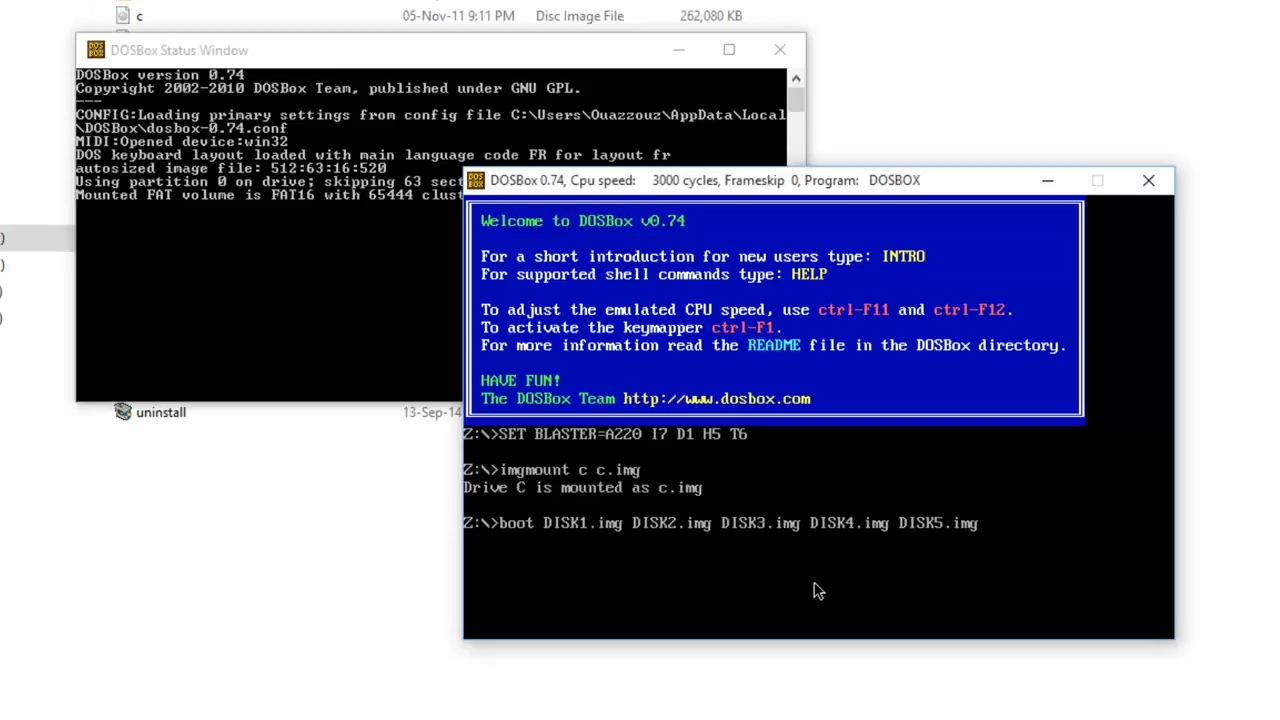 c 05-Nov-11 9:11 PM Disc Image File 262,080 KB
DOSBox Status Window
DOSBox version 0.74
Copyright 2002-2010 DOSBox Team, published under GNU GPL.
---
CONFIG:Loading primary settings from config file C:\Users\Ouazzouz\AppData\Local
\DOSBox\dosbox-0.74.conf
MIDI:Opened device:win32
DOS keyboard layout loaded with main language code FR for layout fr
autosized image file: 512:63:16:520
Using partition 0 on drive; skipping 63 sect
Mounted FAT volume is FAT16 with 65444 clust
uninstall 13-Sep-14
DOSBox 0.74, Cpu speed: 3000 cycles, Frameskip 0, Program: DOSBOX
Welcome to DOSBox v0.74
For a short introduction for new users type: INTRO
For supported shell commands type: HELP
To adjust the emulated CPU speed, use ctrl-F11 and ctrl-F12.
To activate the keymapper ctrl-F1.
For more information read the README file in the DOSBox directory.
HAVE FUN!
The DOSBox Team http://www.dosbox.com
Z:\>SET BLASTER=A220 I7 D1 H5 T6
Z:\>imgmount c c.img
Drive C is mounted as c.img
Z:\>boot DISK1.img DISK2.img DISK3.img DISK4.img DISK5.img